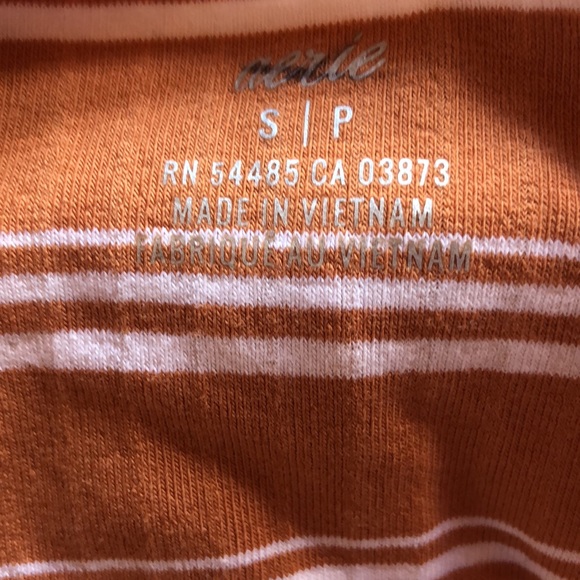 aerie
S | P
RN 54485 CA 03873
MADE IN VIETNAM
FABRIQUÉ AU VIETNAM